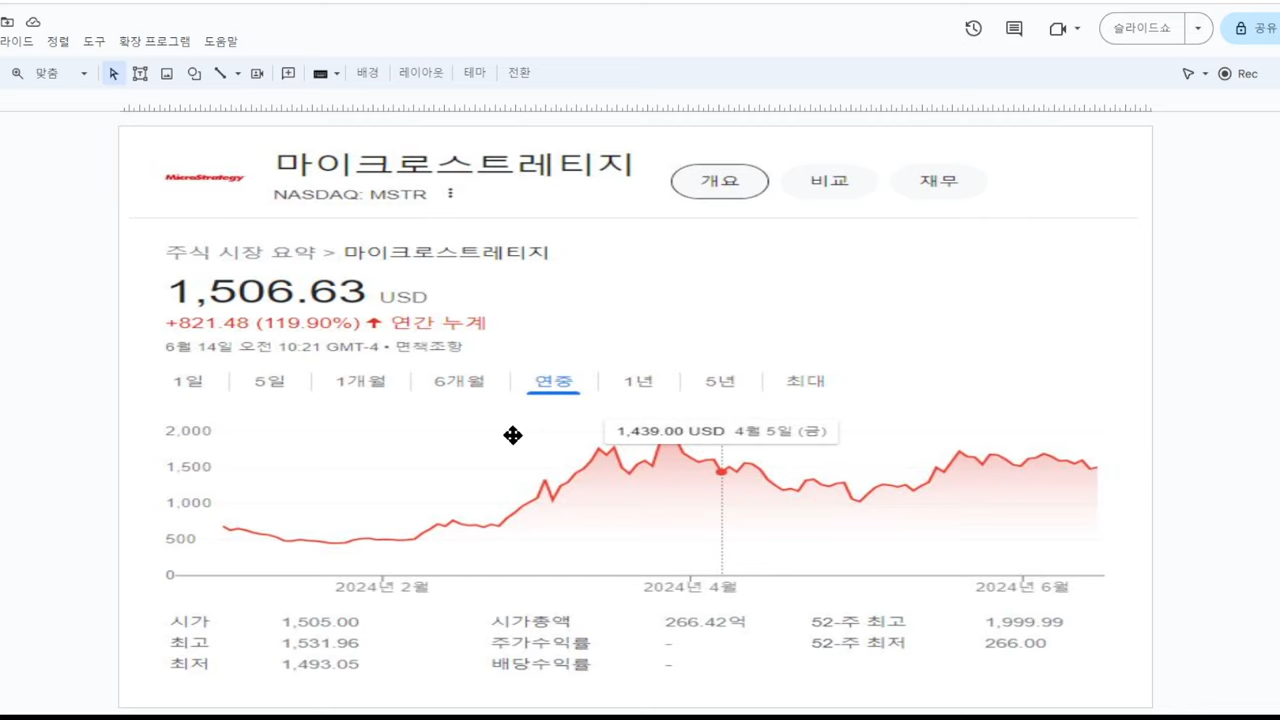 라이드 정렬 도구 확장 프로그램 도움말
슬라이드쇼
공유
맞춤
배경 레이아웃 테마 전환
Rec
MicroStrategy
마이크로스트레티지
NASDAQ: MSTR
개요 비교 재무
주식 시장 요약 > 마이크로스트레티지
1,506.63 USD
+821.48 (119.90%) ↑ 연간 누계
6월 14일 오전 10:21 GMT-4 • 면책조항
1일 5일 1개월 6개월 연중 1년 5년 최대
1,439.00 USD 4월 5일 (금)
2,000
1,500
1,000
500
0
2024년 2월 2024년 4월 2024년 6월
시가 1,505.00 시가총액 266.42억 52-주 최고 1,999.99
최고 1,531.96 주가수익률 - 52-주 최저 266.00
최저 1,493.05 배당수익률 -